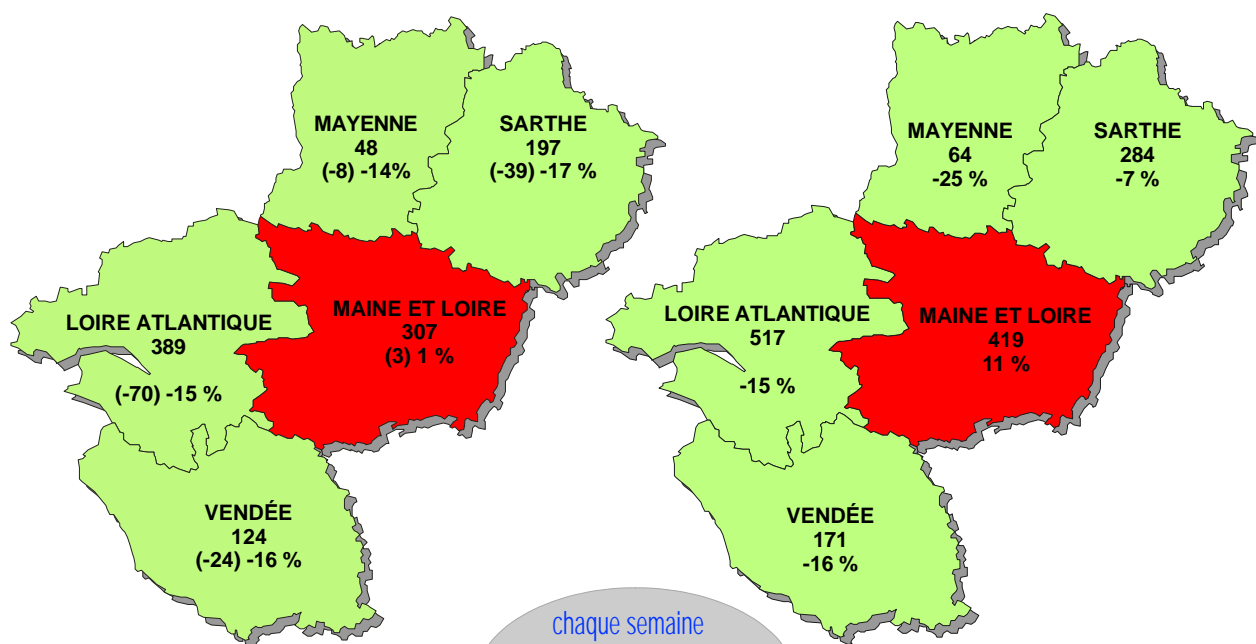 MAYENNE
48
(-8) -14%
SARTHE
197
(-39) -17 %
LOIRE ATLANTIQUE
389
(-70) -15 %
MAINE ET LOIRE
307
(3) 1 %
VENDÉE
124
(-24) -16 %
MAYENNE
64
-25 %
SARTHE
284
-7 %
LOIRE ATLANTIQUE
517
-15 %
MAINE ET LOIRE
419
11 %
VENDÉE
171
-16 %
chaque semaine